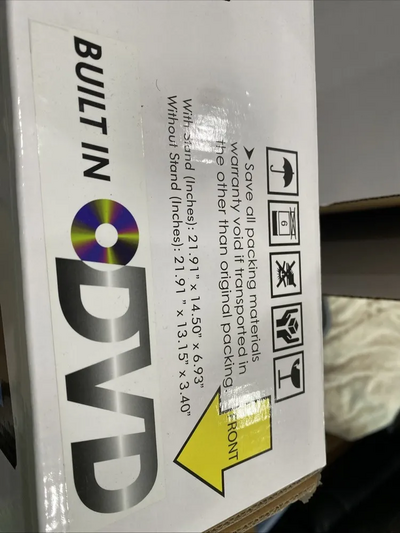 BUILT IN
DVD
6
➤Save all packing materials
warranty void if transported in
the other than original packing.
With Stand (Inches): 21.91" x 14.50" x 6.93"
Without Stand (Inches): 21.91" x 13.15" x 3.40"
FRONT